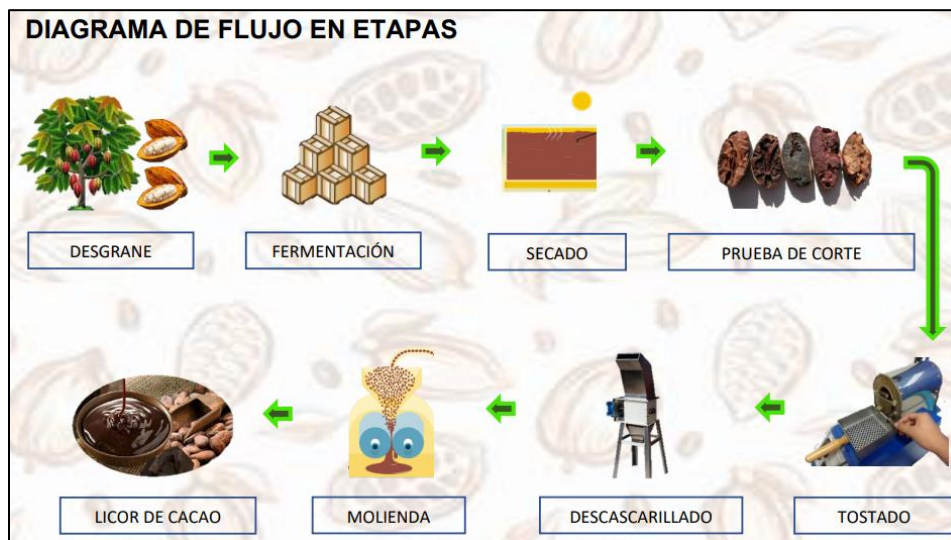 DIAGRAMA DE FLUJO EN ETAPAS
DESGRANE
FERMENTACIÓN
SECADO
PRUEBA DE CORTE
TOSTADO
DESCASCARILLADO
MOLIENDA
LICOR DE CACAO